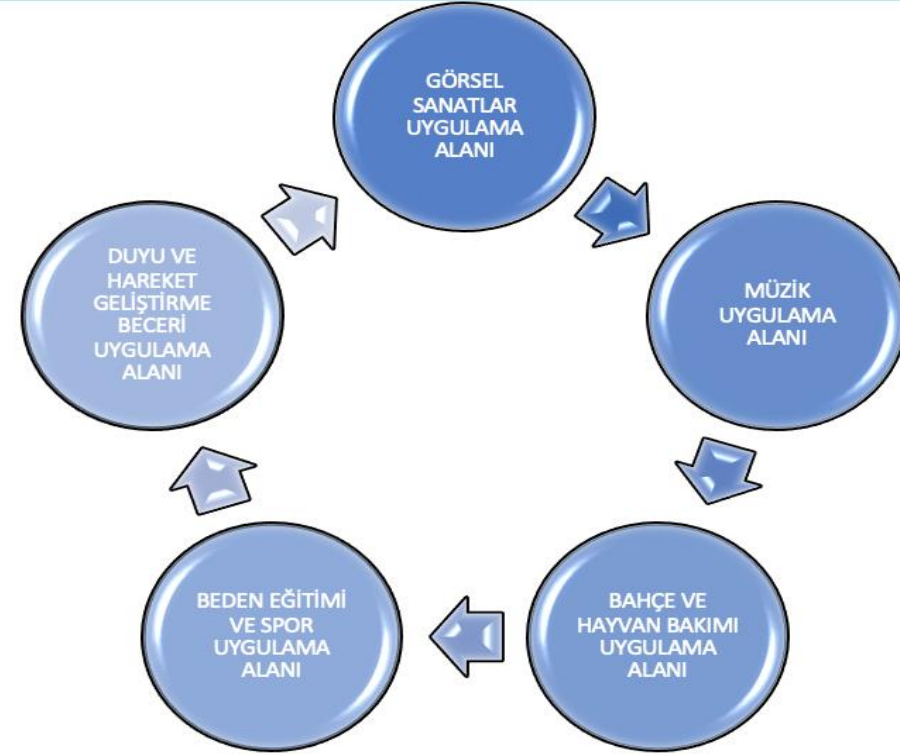 GÖRSEL
SANATLAR
UYGULAMA
ALANI
MÜZİK
UYGULAMA
ALANI
BAHÇE VE
HAYVAN BAKIMI
UYGULAMA
ALANI
BEDEN EĞİTİMİ
VE SPOR
UYGULAMA
ALANI
DUYU VE
HAREKET
GELİŞTİRME
BECERİ
UYGULAMA
ALANI